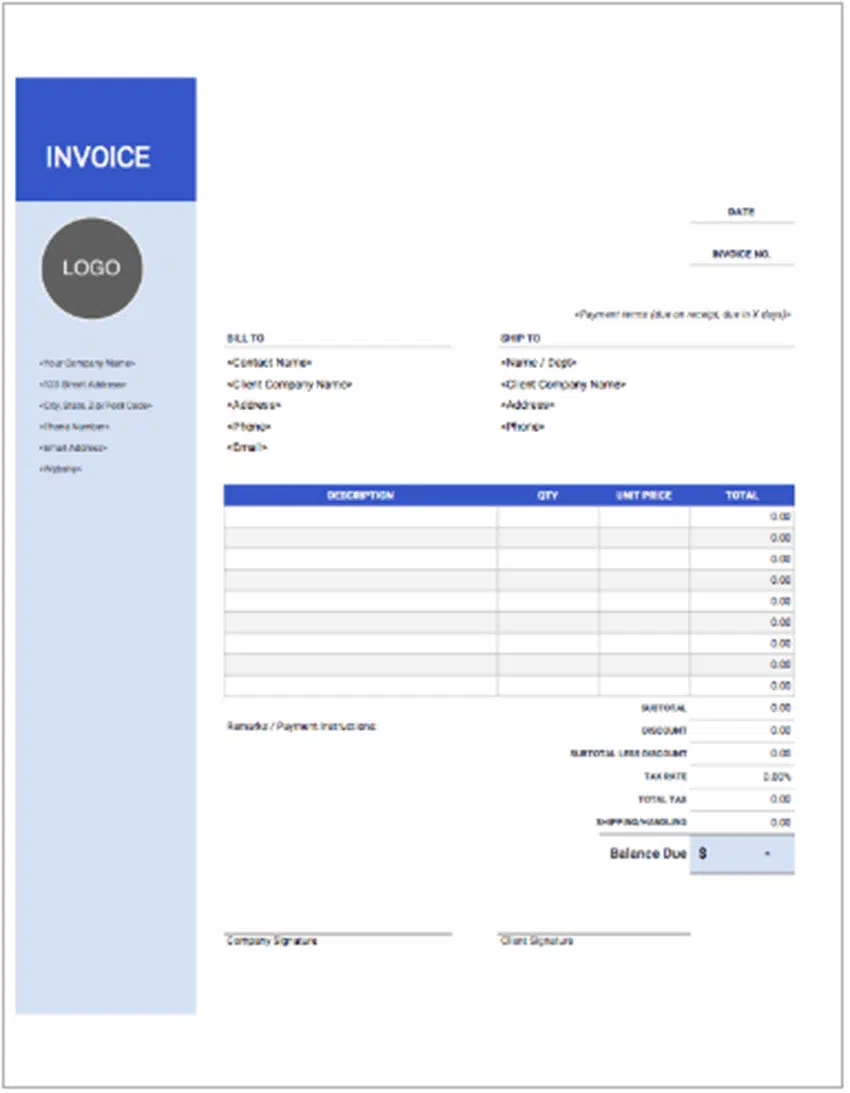 INVOICE
LOGO
<Your Company Name>
<123 Street Address>
<City, State, Zip/Post Code>
<Phone Number>
<Email Address>
<Website>
DATE
INVOICE NO.
<Payment terms (due on receipt, due in X days)>
BILL TO
<Contact Name>
<Client Company Name>
<Address>
<Phone>
<Email>
SHIP TO
<Name / Dept>
<Client Company Name>
<Address>
<Phone>
DESCRIPTION QTY UNIT PRICE TOTAL
0.00
0.00
0.00
0.00
0.00
0.00
0.00
0.00
0.00
Remarks / Payment Instructions:
SUBTOTAL 0.00
DISCOUNT 0.00
SUBTOTAL LESS DISCOUNT 0.00
TAX RATE 0.00%
TOTAL TAX 0.00
SHIPPING/HANDLING 0.00
Balance Due $ -
Company Signature
Client Signature